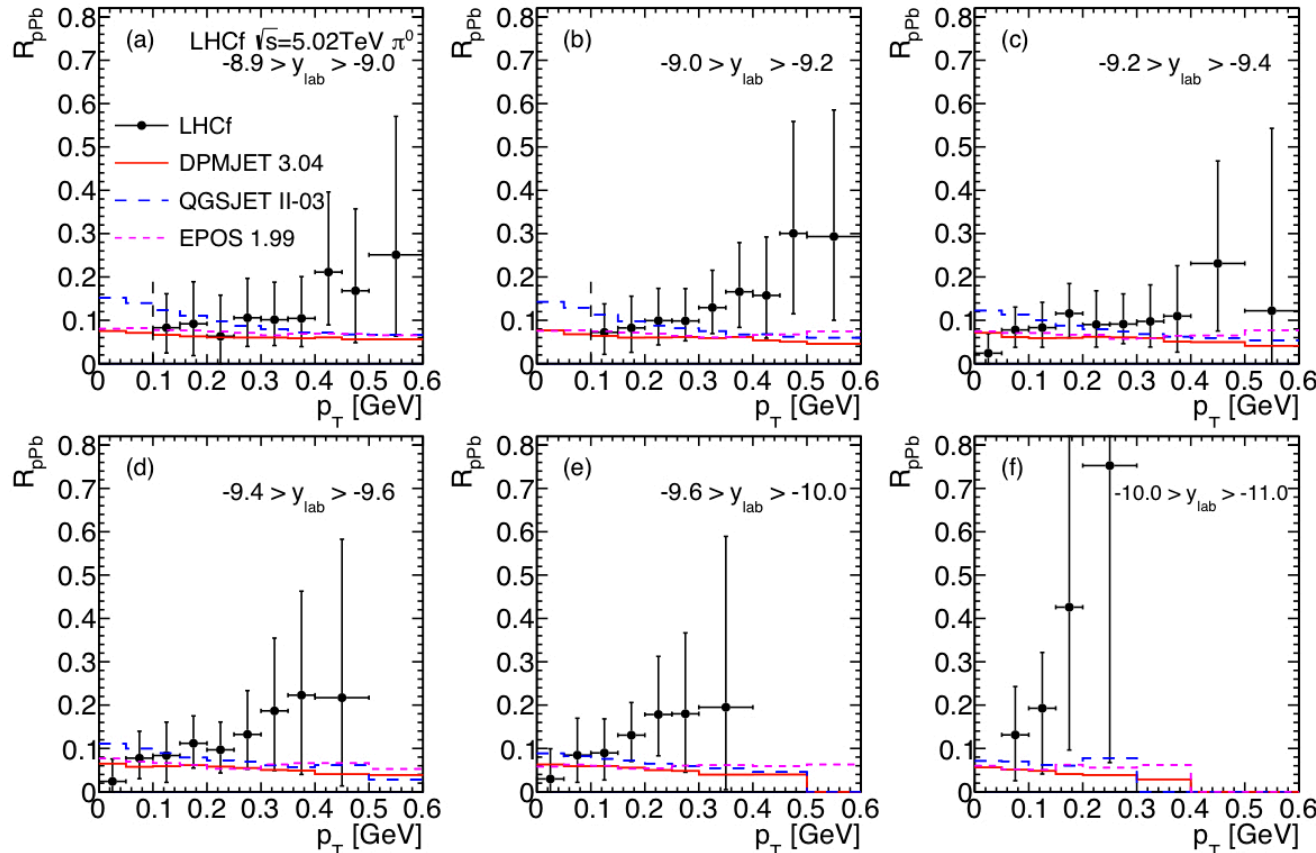 R_pPb
0.8
0.7
0.6
0.5
0.4
0.3
0.2
0.1
0
(a)
LHCf √s=5.02TeV π⁰
-8.9 > y_lab > -9.0
LHCf
DPMJET 3.04
QGSJET II-03
EPOS 1.99
0 0.1 0.2 0.3 0.4 0.5 0.6
p_T [GeV]
R_pPb
0.8
0.7
0.6
0.5
0.4
0.3
0.2
0.1
0
(b)
-9.0 > y_lab > -9.2
0 0.1 0.2 0.3 0.4 0.5 0.6
p_T [GeV]
R_pPb
0.8
0.7
0.6
0.5
0.4
0.3
0.2
0.1
0
(c)
-9.2 > y_lab > -9.4
0 0.1 0.2 0.3 0.4 0.5 0.6
p_T [GeV]
R_pPb
0.8
0.7
0.6
0.5
0.4
0.3
0.2
0.1
0
(d)
-9.4 > y_lab > -9.6
0 0.1 0.2 0.3 0.4 0.5 0.6
p_T [GeV]
R_pPb
0.8
0.7
0.6
0.5
0.4
0.3
0.2
0.1
0
(e)
-9.6 > y_lab > -10.0
0 0.1 0.2 0.3 0.4 0.5 0.6
p_T [GeV]
R_pPb
0.8
0.7
0.6
0.5
0.4
0.3
0.2
0.1
0
(f)
-10.0 > y_lab > -11.0
0 0.1 0.2 0.3 0.4 0.5 0.6
p_T [GeV]